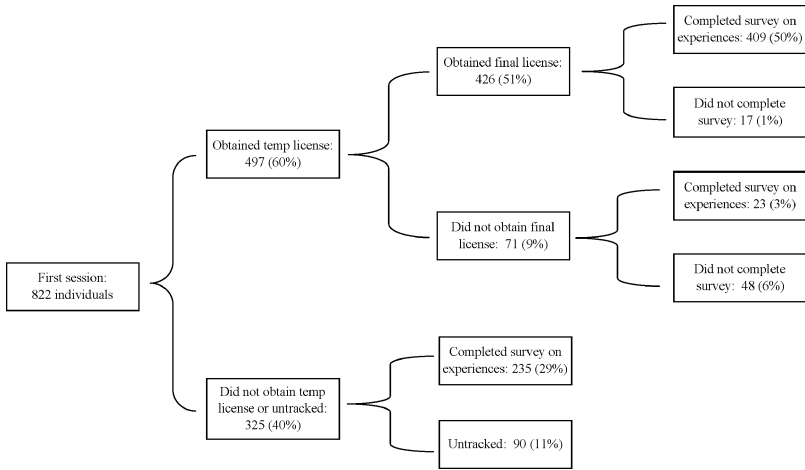 First session:
822 individuals
Obtained temp license:
497 (60%)
Did not obtain temp
license or untracked:
325 (40%)
Obtained final license:
426 (51%)
Did not obtain final
license: 71 (9%)
Completed survey on
experiences: 235 (29%)
Untracked: 90 (11%)
Completed survey on
experiences: 409 (50%)
Did not complete
survey: 17 (1%)
Completed survey on
experiences: 23 (3%)
Did not complete
survey: 48 (6%)